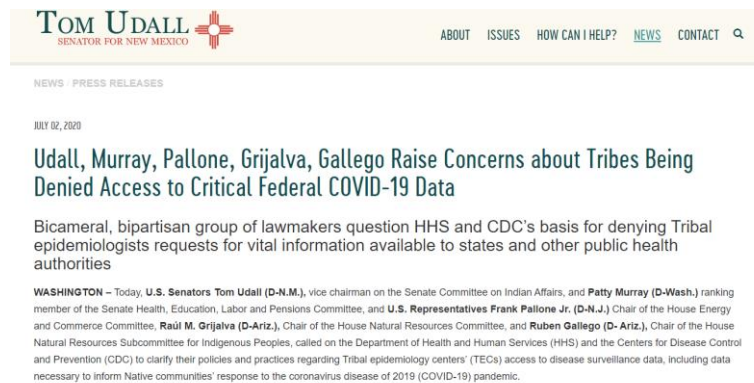 TOM UDALL
SENATOR FOR NEW MEXICO
ABOUT ISSUES HOW CAN I HELP? NEWS CONTACT
NEWS / PRESS RELEASES
JULY 02, 2020
Udall, Murray, Pallone, Grijalva, Gallego Raise Concerns about Tribes Being
Denied Access to Critical Federal COVID-19 Data
Bicameral, bipartisan group of lawmakers question HHS and CDC's basis for denying Tribal
epidemiologists requests for vital information available to states and other public health
authorities
WASHINGTON – Today, U.S. Senators Tom Udall (D-N.M.), vice chairman on the Senate Committee on Indian Affairs, and Patty Murray (D-Wash.) ranking
member of the Senate Health, Education, Labor and Pensions Committee, and U.S. Representatives Frank Pallone Jr. (D-N.J.) Chair of the House Energy
and Commerce Committee, Raúl M. Grijalva (D-Ariz.), Chair of the House Natural Resources Committee, and Ruben Gallego (D- Ariz.), Chair of the House
Natural Resources Subcommittee for Indigenous Peoples, called on the Department of Health and Human Services (HHS) and the Centers for Disease Control
and Prevention (CDC) to clarify their policies and practices regarding Tribal epidemiology centers' (TECs) access to disease surveillance data, including data
necessary to inform Native communities' response to the coronavirus disease of 2019 (COVID-19) pandemic.